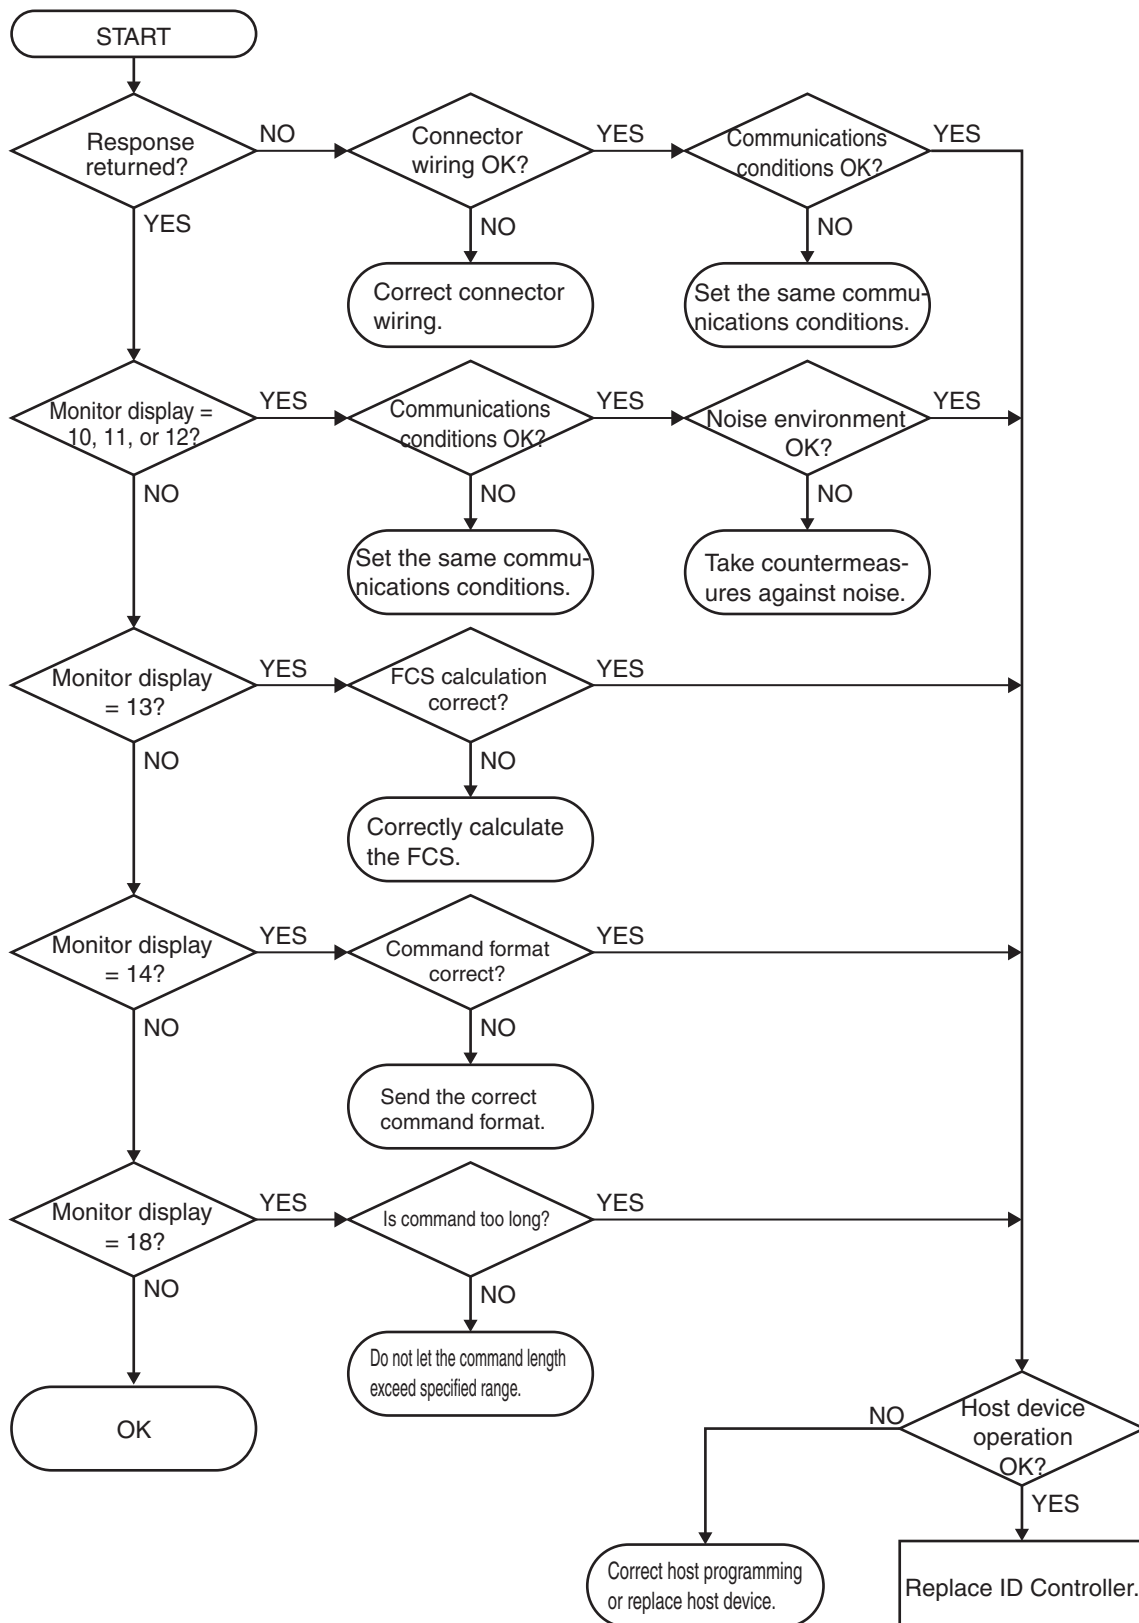 START
Response
returned?
NO
Connector
wiring OK?
YES
Communications
conditions OK?
YES
YES
NO
NO
Correct connector
wiring.
Set the same commu-
nications conditions.
Monitor display =
10, 11, or 12?
YES
Communications
conditions OK?
YES
Noise environment
OK?
YES
NO
NO
NO
Set the same commu-
nications conditions.
Take countermeas-
ures against noise.
Monitor display
= 13?
YES
FCS calculation
correct?
YES
NO
NO
Correctly calculate
the FCS.
Monitor display
= 14?
YES
Command format
correct?
YES
NO
NO
Send the correct
command format.
Monitor display
= 18?
YES
Is command too long?
YES
NO
NO
Do not let the command length
exceed specified range.
OK
NO
Host device
operation
OK?
YES
Correct host programming
or replace host device.
Replace ID Controller.